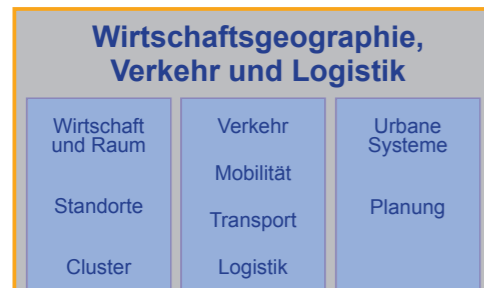 Wirtschaftsgeographie,
Verkehr und Logistik
Wirtschaft
und Raum
Standorte
Cluster
Verkehr
Mobilität
Transport
Logistik
Urbane
Systeme
Planung